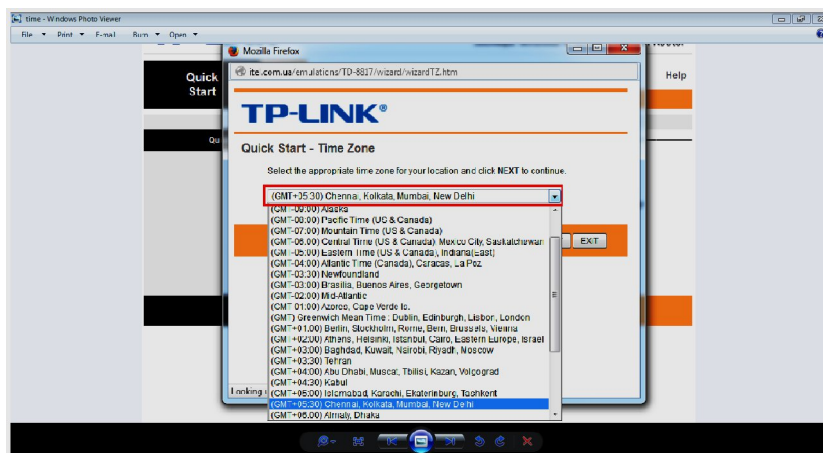 time - Windows Photo Viewer
File Print E-mail Burn Open
Mozilla Firefox
ite.com.ua/emulations/TD-8817/wizard/wizardTZ.htm
Quick
Start
Help
TP-LINK®
Qu
Quick Start - Time Zone
Select the appropriate time zone for your location and click NEXT to continue.
(GMT+05:30) Chennai, Kolkata, Mumbai, New Delhi
(GMT-09:00) Alaska
(GMT-08:00) Pacific Time (US & Canada)
(GMT-07:00) Mountain Time (US & Canada)
(GMT-06:00) Central Time (US & Canada), Mexico City, Saskatchewan
(GMT-05:00) Eastern Time (US & Canada), Indiana(East)
EXIT
(GMT-04:00) Atlantic Time (Canada), Caracas, La Paz
(GMT-03:30) Newfoundland
(GMT-03:00) Brasilia, Buenos Aires, Georgetown
(GMT-02:00) Mid-Atlantic
(GMT-01:00) Azores, Cape Verde Is.
(GMT) Greenwich Mean Time : Dublin, Edinburgh, Lisbon, London
(GMT+01:00) Berlin, Stockholm, Rome, Bern, Brussels, Vienna
(GMT+02:00) Athens, Helsinki, Istanbul, Cairo, Eastern Europe, Israel
(GMT+03:00) Baghdad, Kuwait, Nairobi, Riyadh, Moscow
(GMT+03:30) Tehran
(GMT+04:00) Abu Dhabi, Muscat, Tbilisi, Kazan, Volgograd
(GMT+04:30) Kabul
Looking
(GMT+05:00) Islamabad, Karachi, Ekaterinburg, Tashkent
(GMT+05:30) Chennai, Kolkata, Mumbai, New Delhi
(GMT+06:00) Almaty, Dhaka